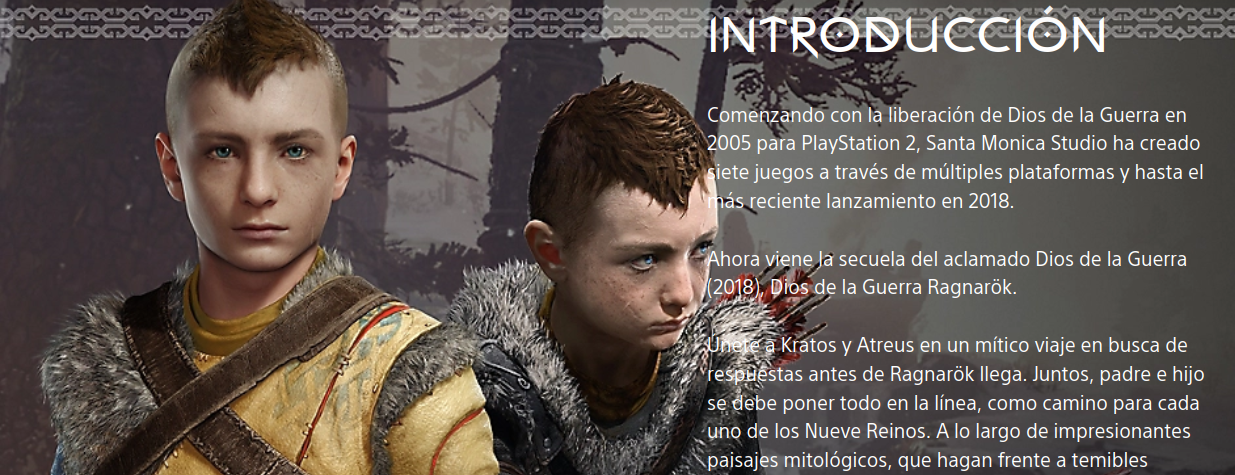 INTRODUCCIÓN
Comenzando con la liberación de Dios de la Guerra en
2005 para PlayStation 2, Santa Monica Studio ha creado
siete juegos a través de múltiples plataformas y hasta el
más reciente lanzamiento en 2018.
Ahora viene la secuela del aclamado Dios de la Guerra
(2018), Dios de la Guerra Ragnarök.
Únete a Kratos y Atreus en un mítico viaje en busca de
respuestas antes de Ragnarök llega. Juntos, padre e hijo
se debe poner todo en la línea, como camino para cada
uno de los Nueve Reinos. A lo largo de impresionantes
paisajes mitológicos, que hagan frente a temibles